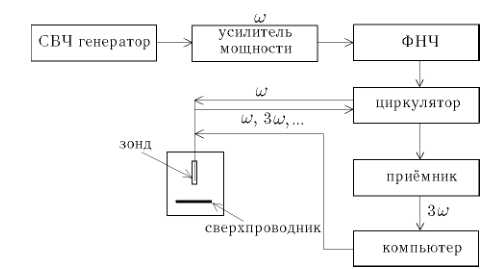 ω
СВЧ генератор
усилитель
мощности
ФНЧ
ω
циркулятор
ω, 3ω,...
зонд
приёмник
3ω
сверхпроводник
компьютер